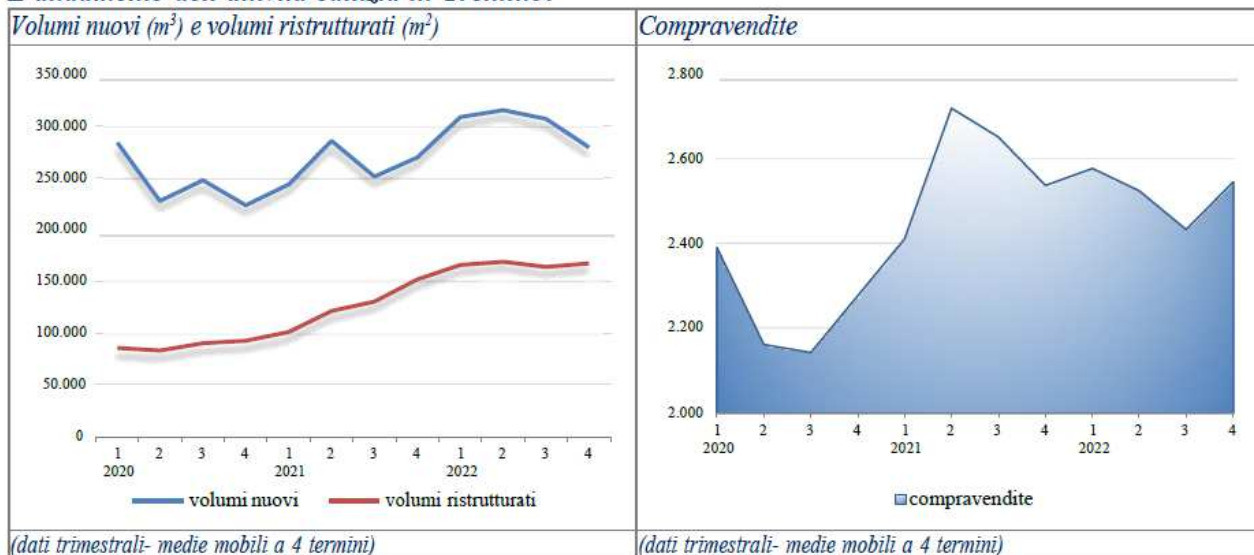 Volumi nuovi (m³) e volumi ristrutturati (m²)
350.000
300.000
250.000
200.000
150.000
100.000
50.000
0
1 2 3 4 1 2 3 4 1 2 3 4
2020 2021 2022
volumi nuovi volumi ristrutturati
(dati trimestrali- medie mobili a 4 termini)
Compravendite
2.800
2.600
2.400
2.200
2.000
1 2 3 4 1 2 3 4 1 2 3 4
2020 2021 2022
compravendite
(dati trimestrali- medie mobili a 4 termini)